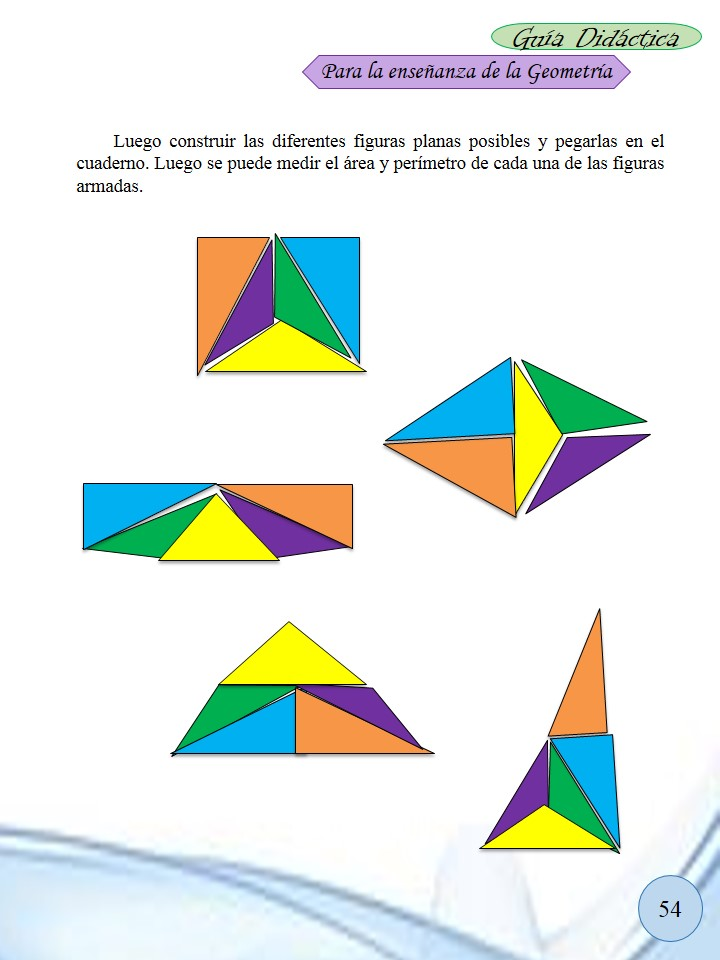 Guía Didáctica
Para la enseñanza de la Geometría
Luego construir las diferentes figuras planas posibles y pegarlas en el
cuaderno. Luego se puede medir el área y perímetro de cada una de las figuras
armadas.
54